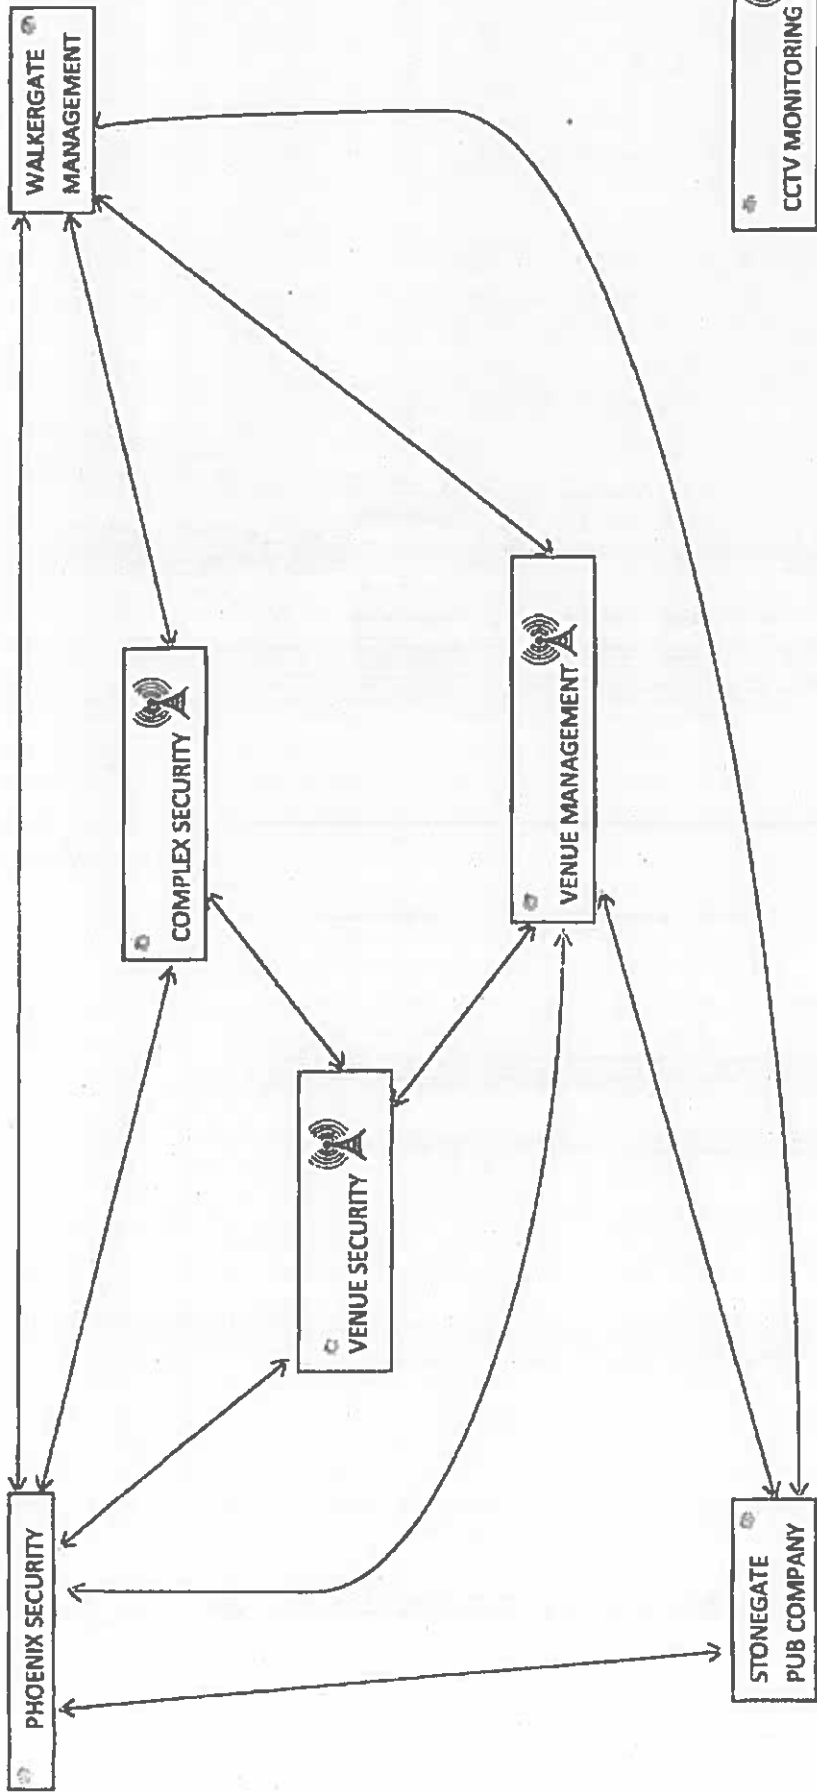 PHOENIX SECURITY
WALKERGATE
MANAGEMENT
COMPLEX SECURITY
VENUE SECURITY
VENUE MANAGEMENT
STONEGATE
PUB COMPANY
CCTV MONITORING